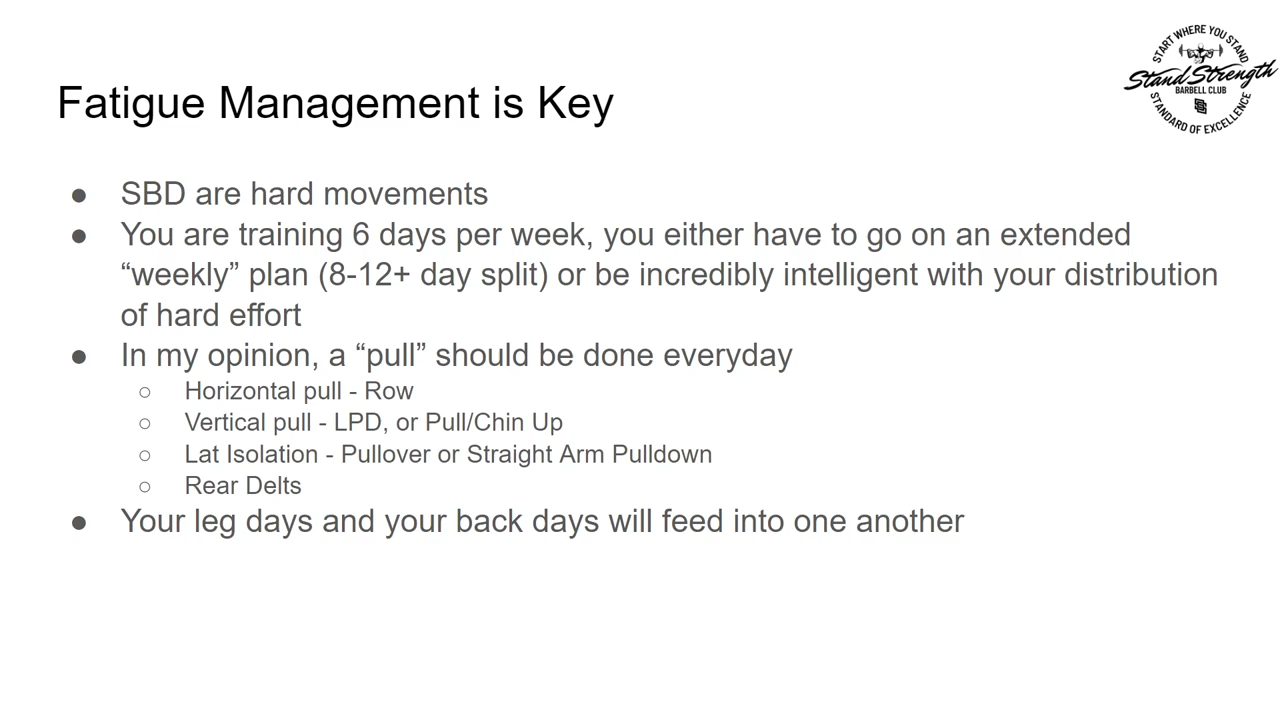 START WHERE YOU STAND
Stand Strength
BARBELL CLUB
STANDARD OF EXCELLENCE
Fatigue Management is Key
● SBD are hard movements
● You are training 6 days per week, you either have to go on an extended
“weekly” plan (8-12+ day split) or be incredibly intelligent with your distribution
of hard effort
● In my opinion, a “pull” should be done everyday
○ Horizontal pull - Row
○ Vertical pull - LPD, or Pull/Chin Up
○ Lat Isolation - Pullover or Straight Arm Pulldown
○ Rear Delts
● Your leg days and your back days will feed into one another